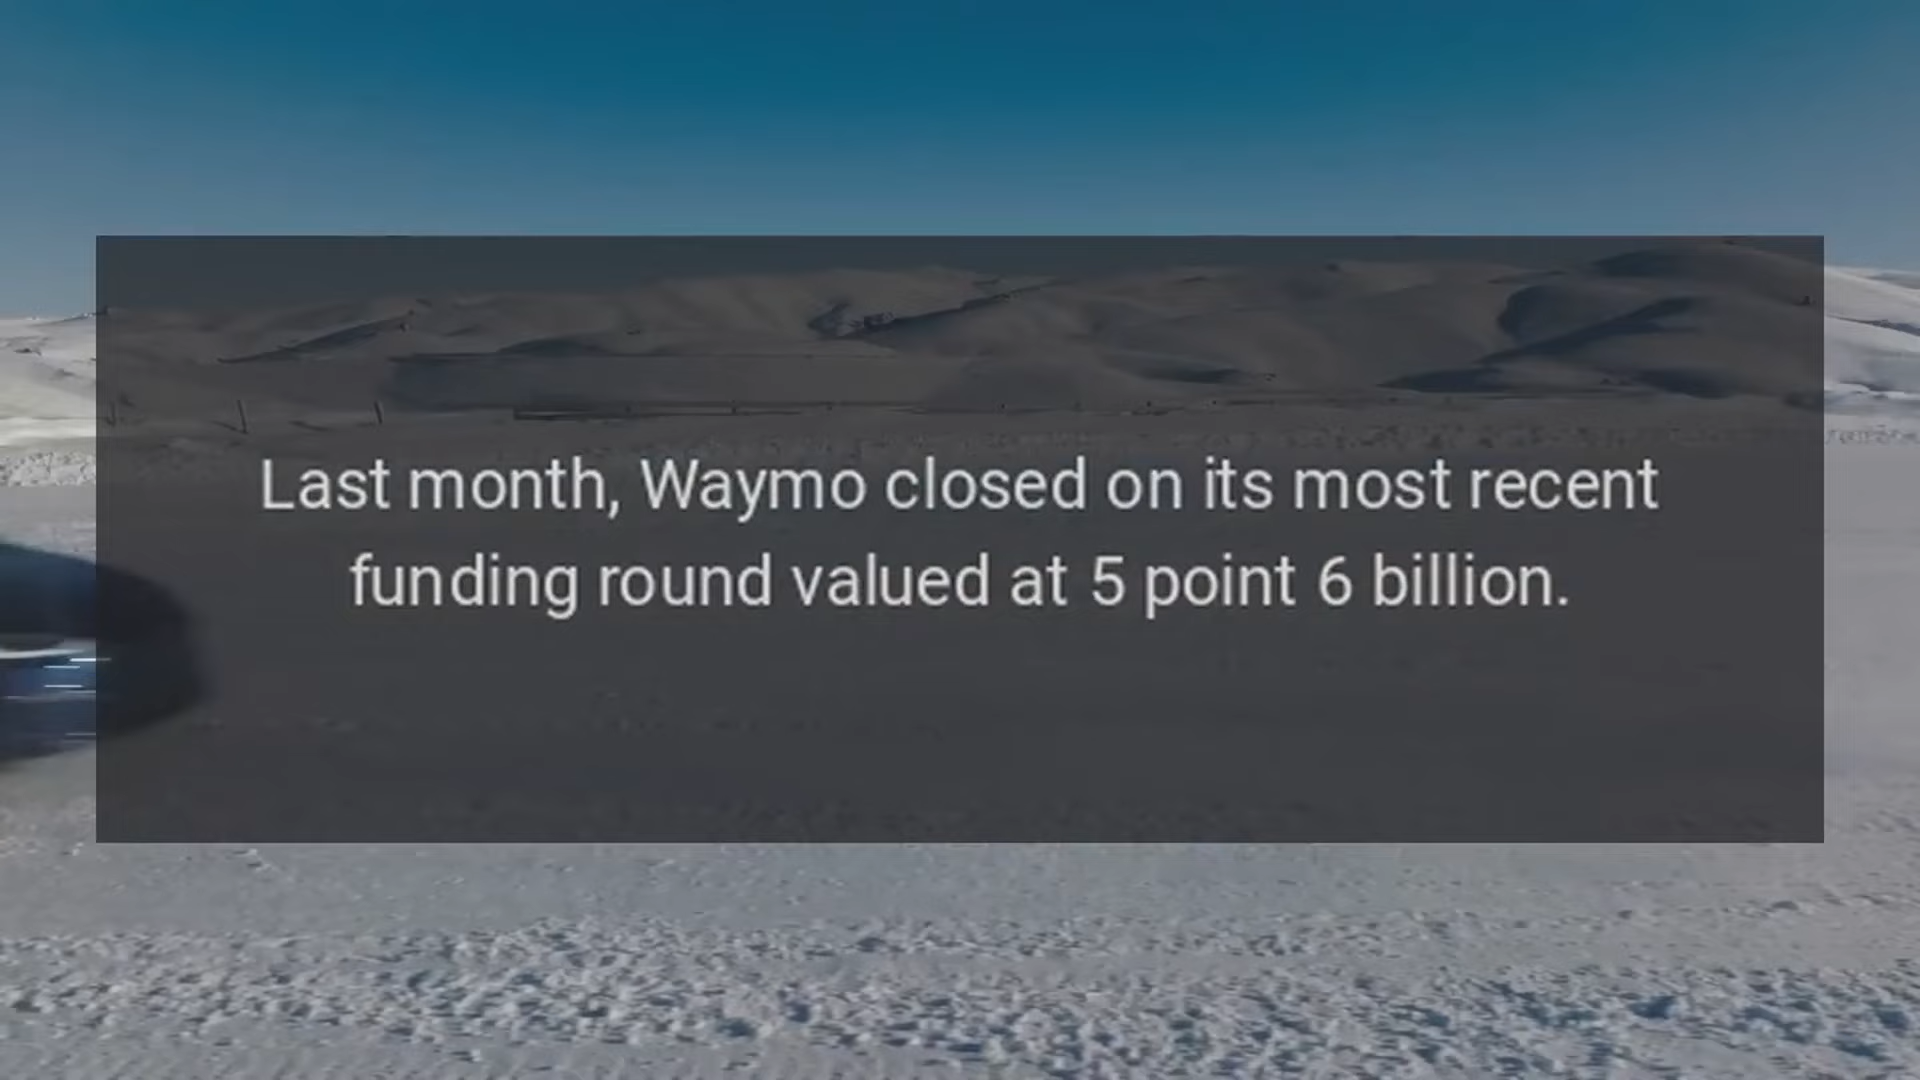 Last month, Waymo closed on its most recent
funding round valued at 5 point 6 billion.